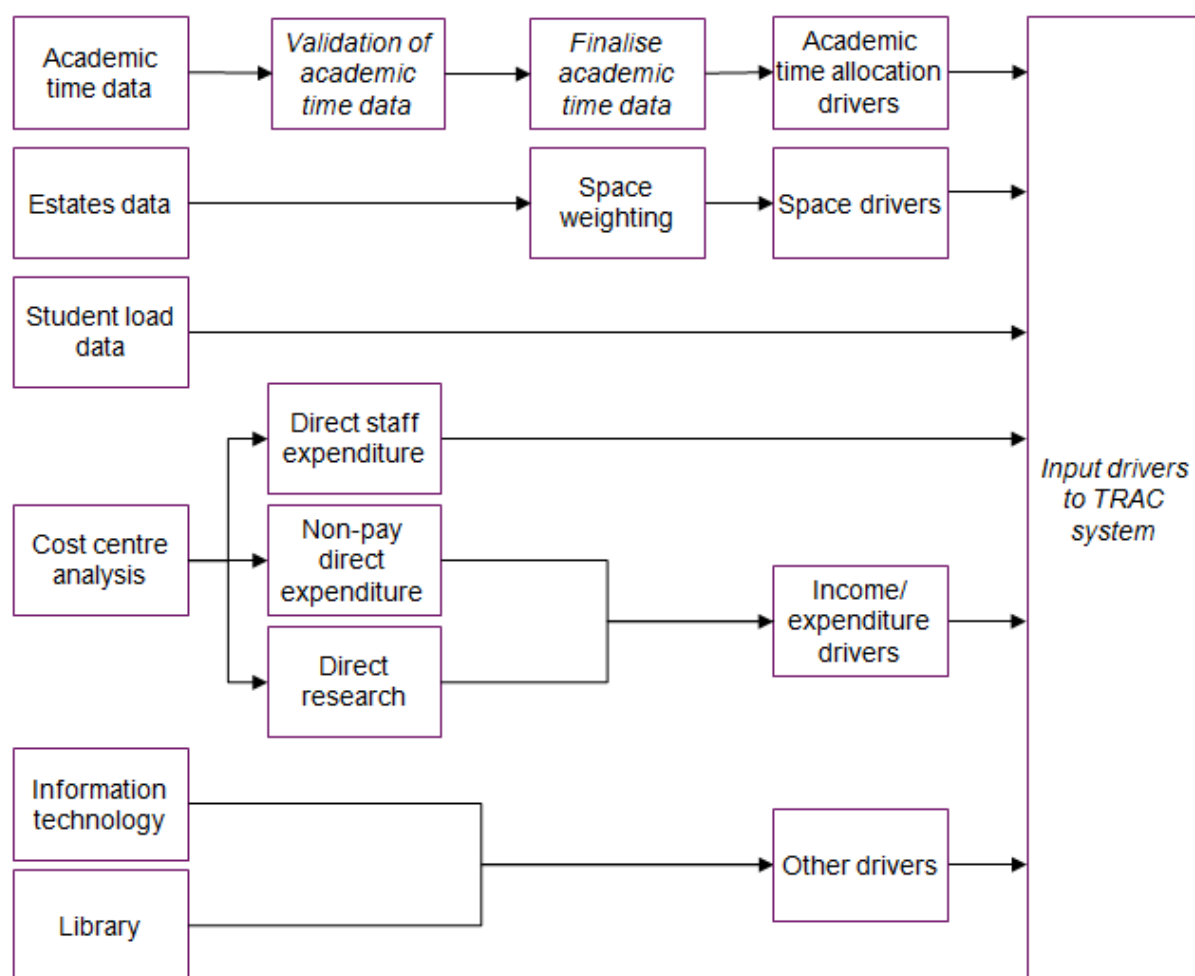 Academic
time data
Validation of
academic
time data
Finalise
academic
time data
Academic
time allocation
drivers
Estates data
Space
weighting
Space drivers
Student load
data
Direct staff
expenditure
Cost centre
analysis
Non-pay
direct
expenditure
Direct
research
Income/
expenditure
drivers
Input drivers
to TRAC
system
Information
technology
Library
Other drivers